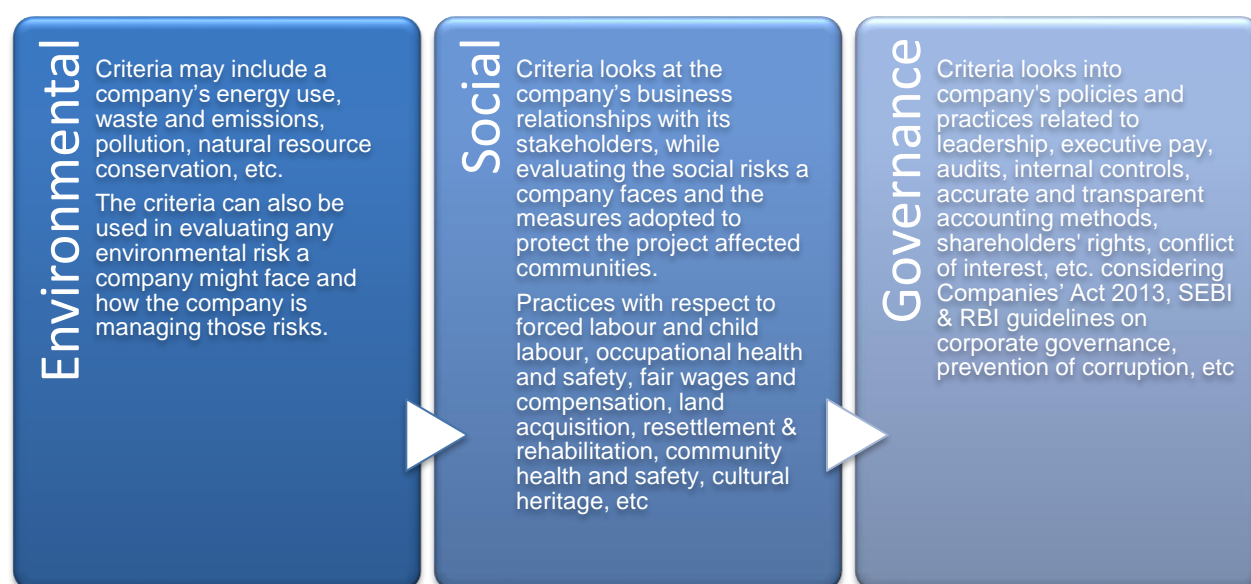 Environmental
Criteria may include a
company’s energy use,
waste and emissions,
pollution, natural resource
conservation, etc.
The criteria can also be
used in evaluating any
environmental risk a
company might face and
how the company is
managing those risks.
Social
Criteria looks at the
company’s business
relationships with its
stakeholders, while
evaluating the social risks a
company faces and the
measures adopted to
protect the project affected
communities.
Practices with respect to
forced labour and child
labour, occupational health
and safety, fair wages and
compensation, land
acquisition, resettlement &
rehabilitation, community
health and safety, cultural
heritage, etc
Governance
Criteria looks into
company's policies and
practices related to
leadership, executive pay,
audits, internal controls,
accurate and transparent
accounting methods,
shareholders’ rights, conflict
of interest, etc. considering
Companies’ Act 2013, SEBI
& RBI guidelines on
corporate governance,
prevention of corruption, etc